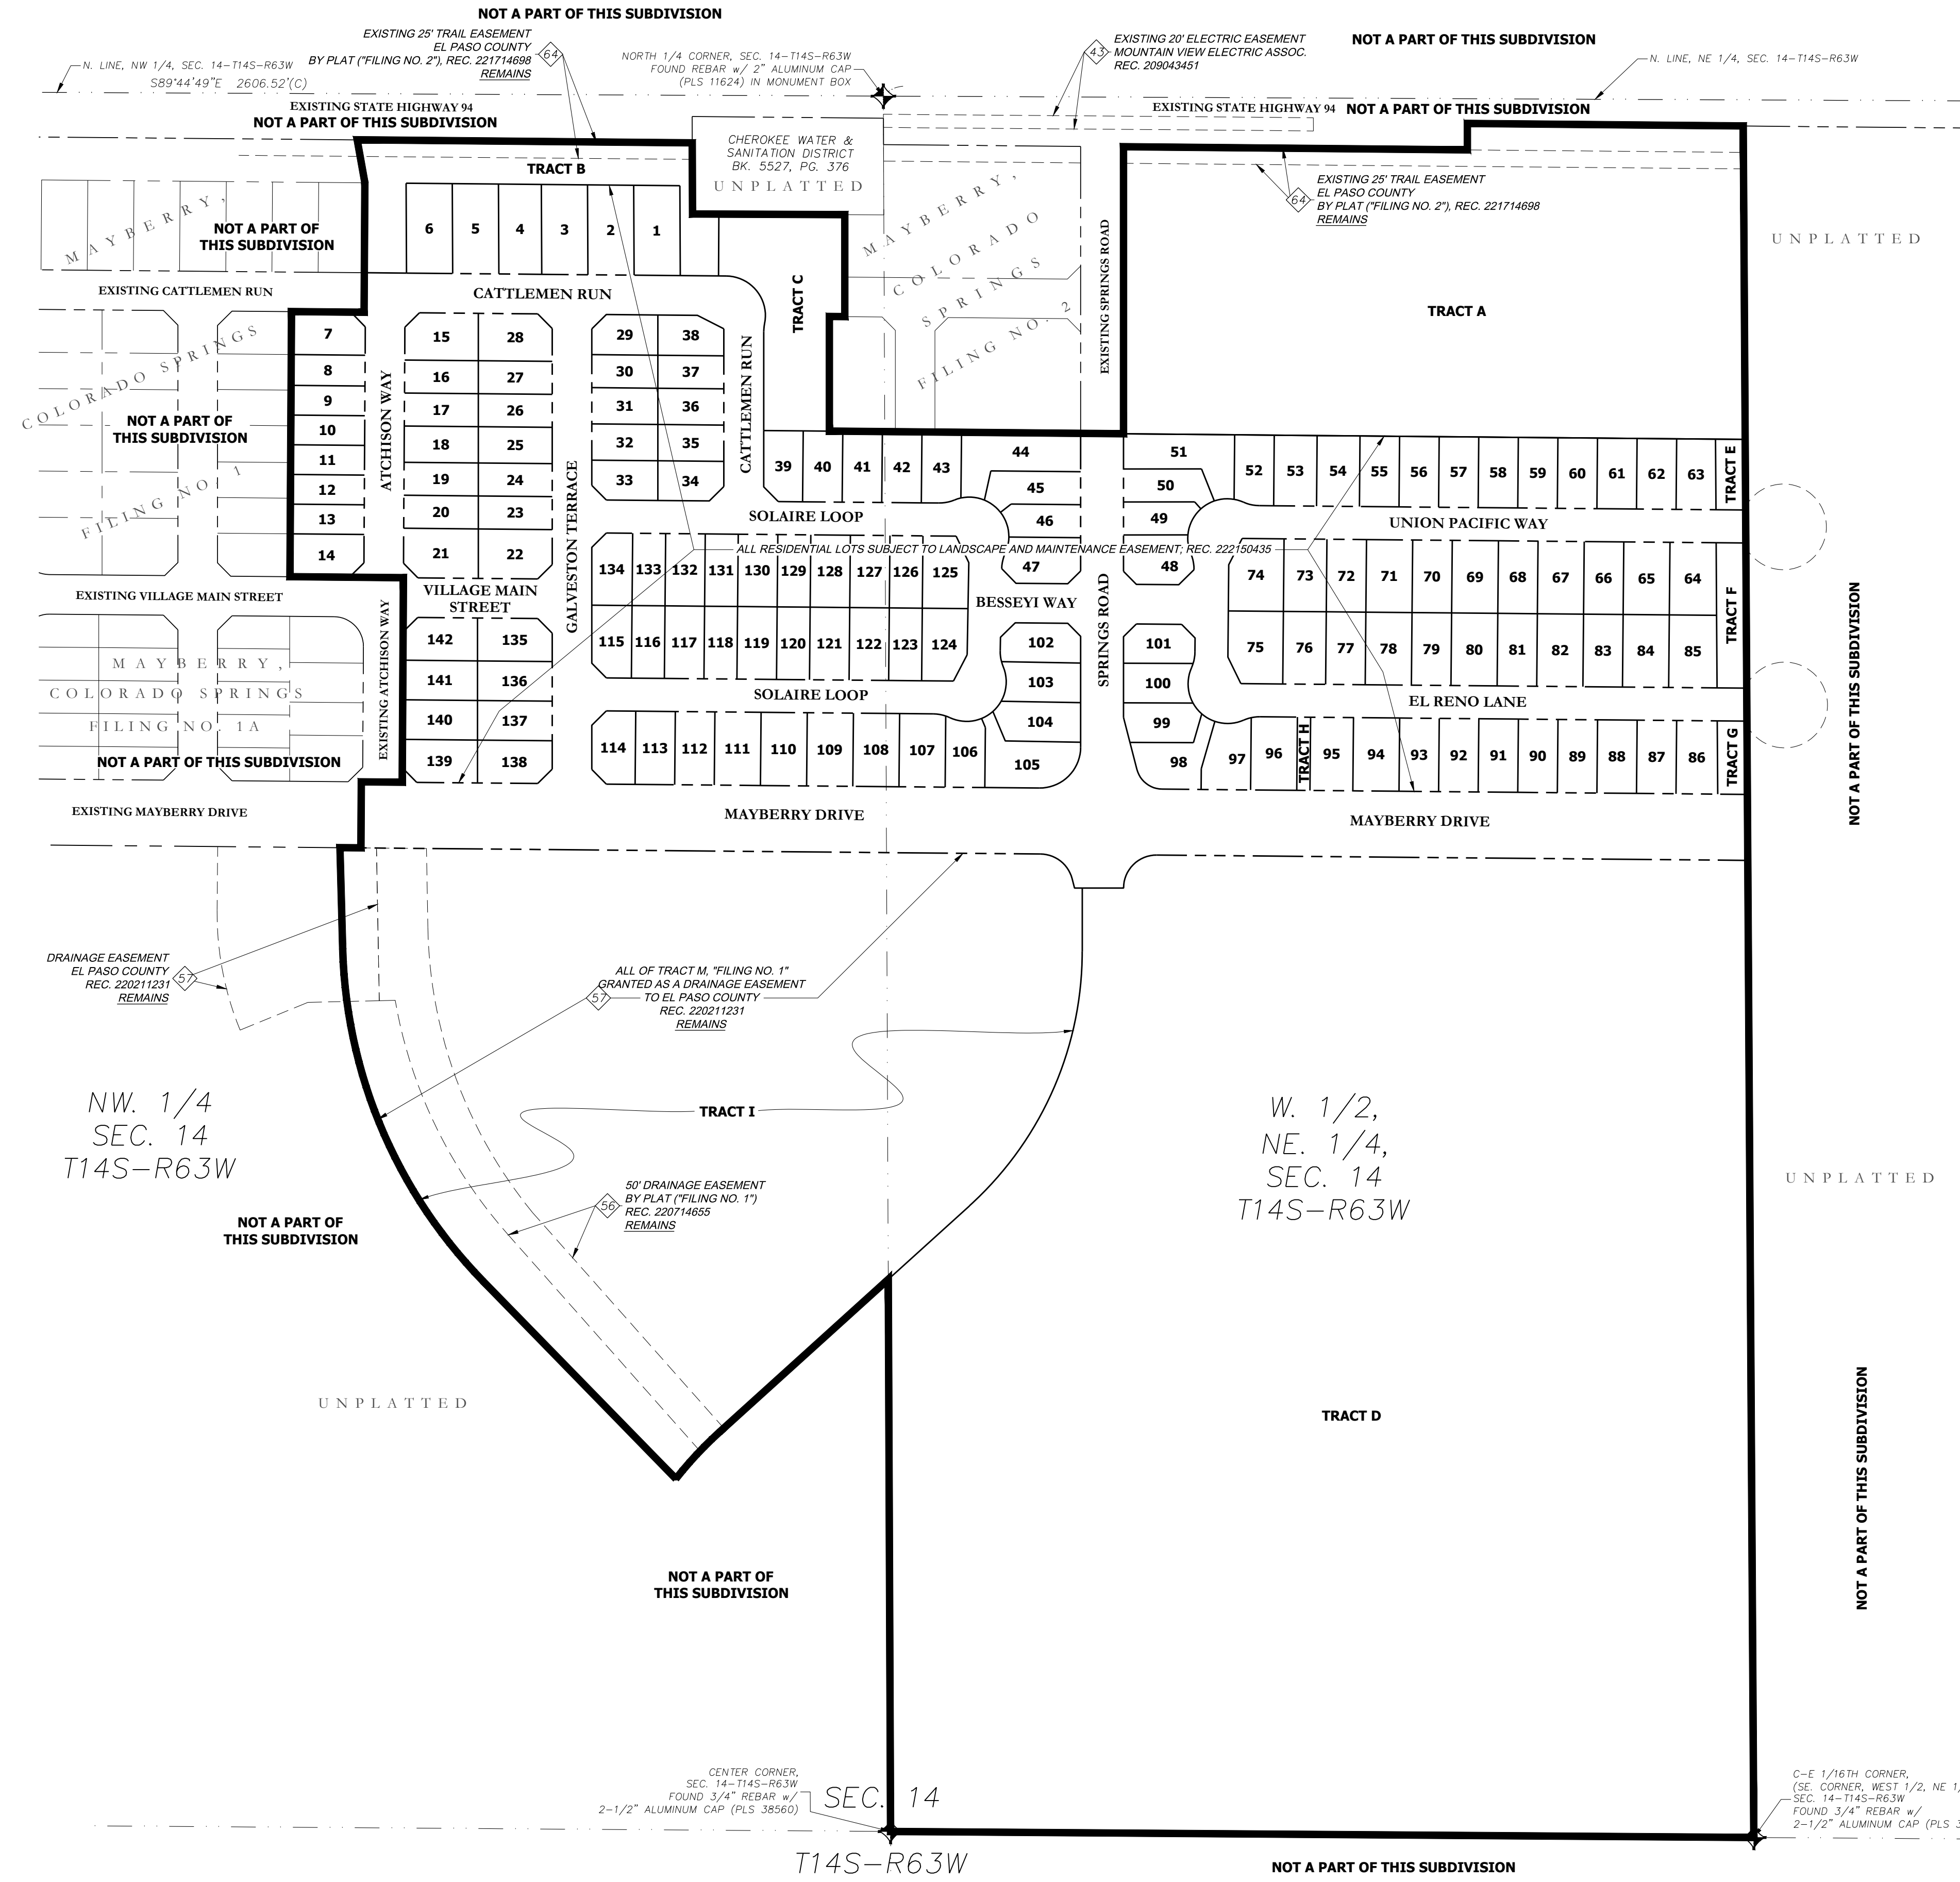 NOT A PART OF THIS SUBDIVISION
EXISTING 25' TRAIL EASEMENT
EL PASO COUNTY
BY PLAT ("FILING NO. 2"), REC. 221714698
REMAINS
64
N. LINE, NW 1/4, SEC. 14-T14S-R63W
S89°44'49"E 2606.52'(C)
NORTH 1/4 CORNER, SEC. 14-T14S-R63W
FOUND REBAR w/ 2" ALUMINUM CAP
(PLS 11624) IN MONUMENT BOX
43
EXISTING 20' ELECTRIC EASEMENT
MOUNTAIN VIEW ELECTRIC ASSOC.
REC. 209043451
NOT A PART OF THIS SUBDIVISION
N. LINE, NE 1/4, SEC. 14-T14S-R63W
EXISTING STATE HIGHWAY 94
NOT A PART OF THIS SUBDIVISION
EXISTING STATE HIGHWAY 94
NOT A PART OF THIS SUBDIVISION
CHEROKEE WATER &
SANITATION DISTRICT
BK. 5527, PG. 376
UNPLATTED
TRACT B
64
EXISTING 25' TRAIL EASEMENT
EL PASO COUNTY
BY PLAT ("FILING NO. 2"), REC. 221714698
REMAINS
MAYBERRY,
NOT A PART OF
THIS SUBDIVISION
6 5 4 3 2 1
MAYBERRY,
COLORADO
SPRINGS
FILING NO. 2
UNPLATTED
EXISTING CATTLEMEN RUN
CATTLEMEN RUN
TRACT C
EXISTING SPRINGS ROAD
TRACT A
COLORADO SPRINGS
NOT A PART OF
THIS SUBDIVISION
FILING NO. 1
7
8
9
10
11
12
13
14
ATCHISON WAY
15 28
16 27
17 26
18 25
19 24
20 23
21 22
GALVESTON TERRACE
29 38
30 37
31 36
32 35
33 34
CATTLEMEN RUN
39 40 41 42 43
44
45
46
47
51
50
49
48
52 53 54 55 56 57 58 59 60 61 62 63
TRACT E
SOLAIRE LOOP
UNION PACIFIC WAY
ALL RESIDENTIAL LOTS SUBJECT TO LANDSCAPE AND MAINTENANCE EASEMENT; REC. 222150435
134 133 132 131 130 129 128 127 126 125
74 73 72 71 70 69 68 67 66 65 64
TRACT F
EXISTING VILLAGE MAIN STREET
VILLAGE MAIN
STREET
BESSEYI WAY
SPRINGS ROAD
115 116 117 118 119 120 121 122 123 124
75 76 77 78 79 80 81 82 83 84 85
MAYBERRY,
COLORADO SPRINGS
FILING NO. 1A
NOT A PART OF THIS SUBDIVISION
EXISTING ATCHISON WAY
142 135
141 136
140 137
139 138
SOLAIRE LOOP
EL RENO LANE
102
103
104
105
101
100
99
98
114 113 112 111 110 109 108 107 106
97 96
TRACT H
95 94 93 92 91 90 89 88 87 86
TRACT G
NOT A PART OF THIS SUBDIVISION
EXISTING MAYBERRY DRIVE
MAYBERRY DRIVE
MAYBERRY DRIVE
DRAINAGE EASEMENT
EL PASO COUNTY
REC. 220211231
REMAINS
57
ALL OF TRACT M, "FILING NO. 1"
GRANTED AS A DRAINAGE EASEMENT
TO EL PASO COUNTY
REC. 220211231
REMAINS
57
NW. 1/4
SEC. 14
T14S-R63W
TRACT I
W. 1/2,
NE. 1/4,
SEC. 14
T14S-R63W
56
50' DRAINAGE EASEMENT
BY PLAT ("FILING NO. 1")
REC. 220714655
REMAINS
NOT A PART OF
THIS SUBDIVISION
UNPLATTED
UNPLATTED
TRACT D
NOT A PART OF THIS SUBDIVISION
NOT A PART OF
THIS SUBDIVISION
CENTER CORNER,
SEC. 14-T14S-R63W
FOUND 3/4" REBAR w/
2-1/2" ALUMINUM CAP (PLS 38560)
SEC. 14
T14S-R63W
C-E 1/16TH CORNER,
(SE. CORNER, WEST 1/2, NE
SEC. 14-T14S-R63W
FOUND 3/4" REBAR w/
2-1/2" ALUMINUM CAP (PLS
NOT A PART OF THIS SUBDIVISION